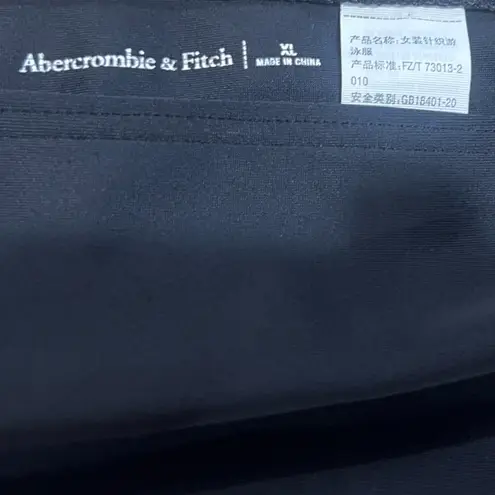 Abercrombie & Fitch
XL
MADE IN CHINA
产品名称:女装针织游
泳服
产品标准:FZ/T 73013-2
010
安全类别:GB18401-20